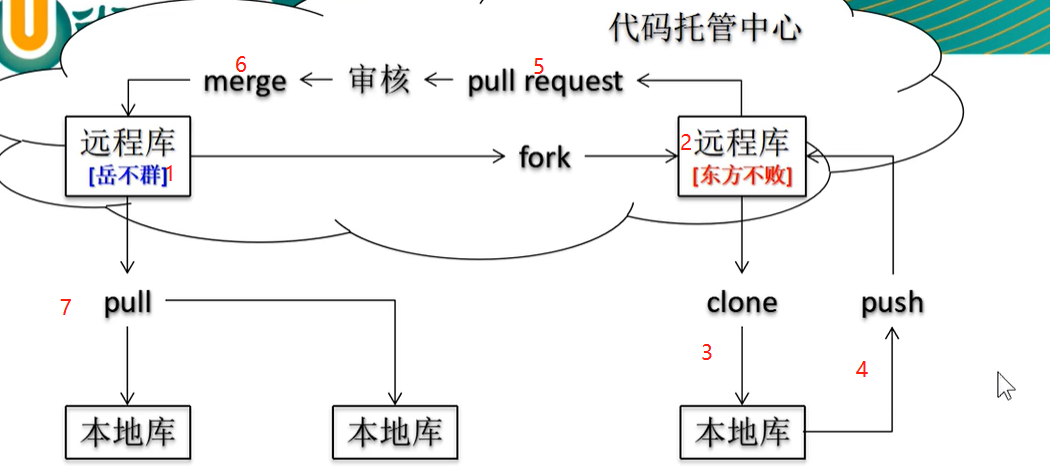 代码托管中心
6 5
merge 审核 pull request
远程库
[岳不群]1
fork
2远程库
[东方不败]
7 pull
clone
push
3
4
本地库
本地库
本地库